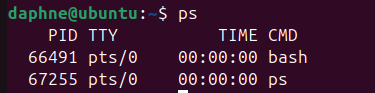 daphne@ubuntu:~$ ps
    PID TTY          TIME CMD
  66491 pts/0    00:00:00 bash
  67255 pts/0    00:00:00 ps